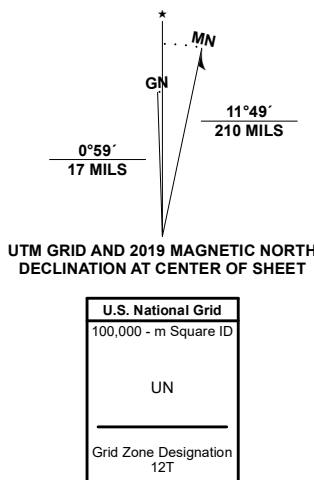 ★
MN
GN
11°49´
210 MILS
0°59´
17 MILS
UTM GRID AND 2019 MAGNETIC NORTH
DECLINATION AT CENTER OF SHEET
U.S. National Grid
100,000 - m Square ID
UN
Grid Zone Designation
12T